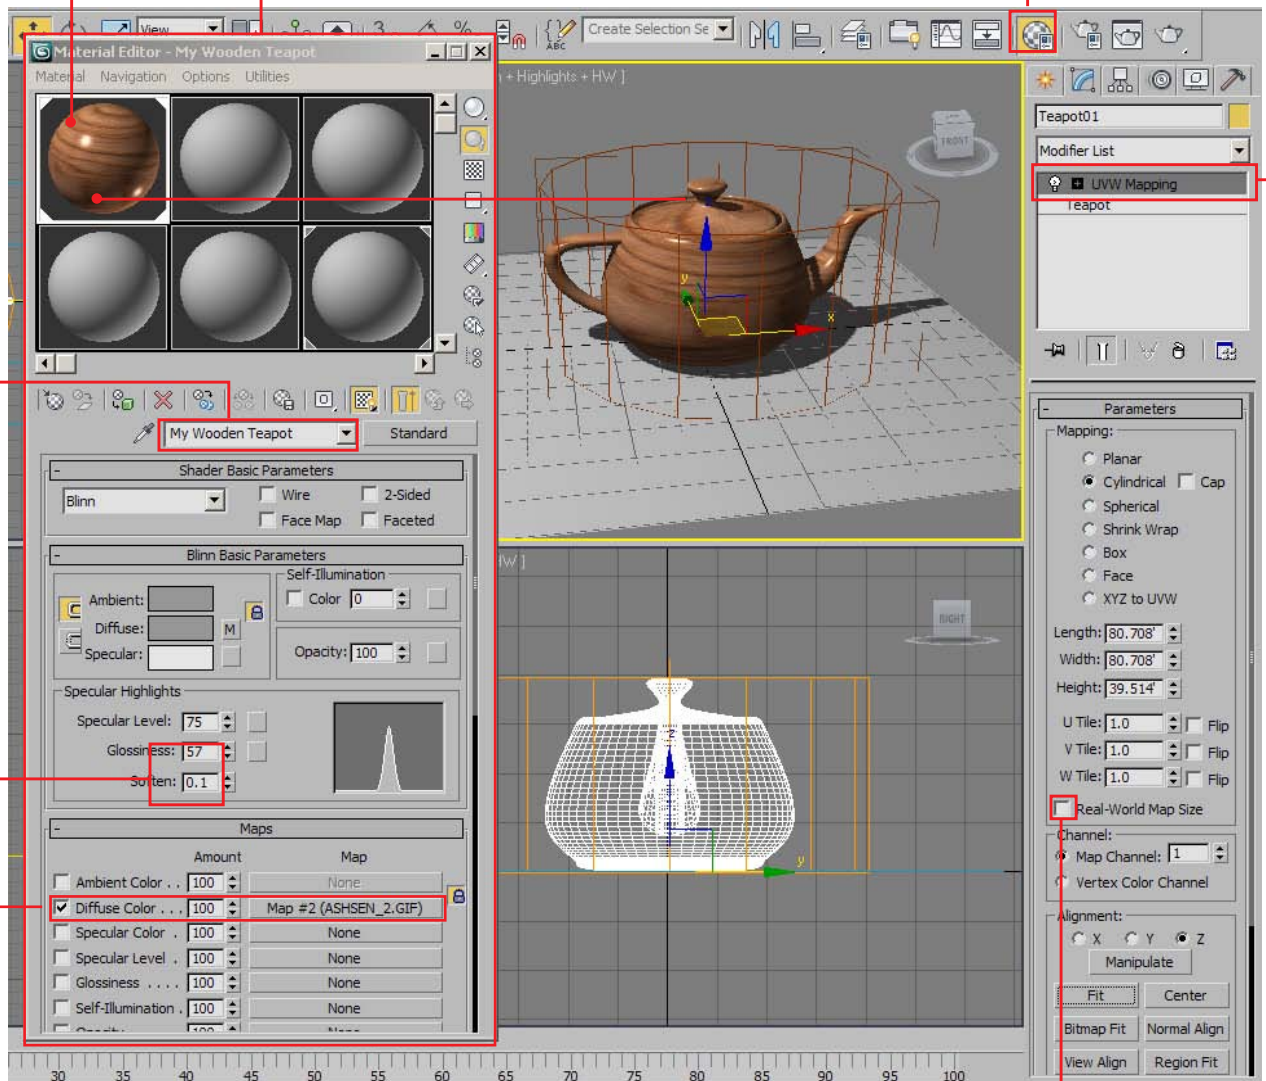 View
3
%
ABC
Create Selection Se
Material Editor - My Wooden Teapot
Material Navigation Options Utilities
+ Highlights + HW ]
FRONT
y
x
Teapot01
Modifier List
UVW Mapping
Teapot
My Wooden Teapot
Standard
- Shader Basic Parameters
Blinn
Wire
2-Sided
Face Map
Faceted
- Blinn Basic Parameters
Ambient:
Diffuse:
M
Specular:
Self-Illumination
Color 0
Opacity: 100
Specular Highlights
Specular Level: 75
Glossiness: 57
Soften: 0.1
- Maps
Amount Map
Ambient Color . . 100 None
Diffuse Color . . . 100 Map #2 (ASHSEN_2.GIF)
Specular Color . 100 None
Specular Level . 100 None
Glossiness . . . . 100 None
Self-Illumination . 100 None
Opacity 100 None
HW ]
RIGHT
z
y
- Parameters
Mapping:
Planar
Cylindrical Cap
Spherical
Shrink Wrap
Box
Face
XYZ to UVW
Length: 80.708'
Width: 80.708'
Height: 39.514'
U Tile: 1.0 Flip
V Tile: 1.0 Flip
W Tile: 1.0 Flip
Real-World Map Size
Channel:
Map Channel: 1
Vertex Color Channel
Alignment:
X Y Z
Manipulate
Fit Center
Bitmap Fit Normal Align
View Align Region Fit
30 35 40 45 50 55 60 65 70 75 80 85 90 95 100